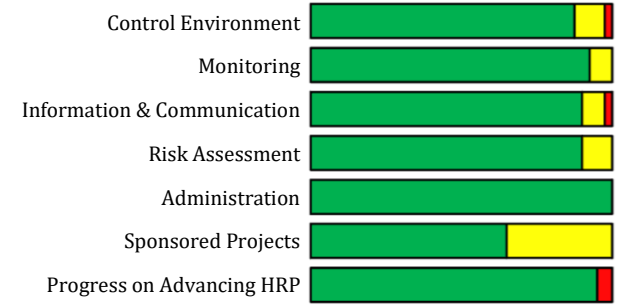 Control Environment
Monitoring
Information & Communication
Risk Assessment
Administration
Sponsored Projects
Progress on Advancing HRP